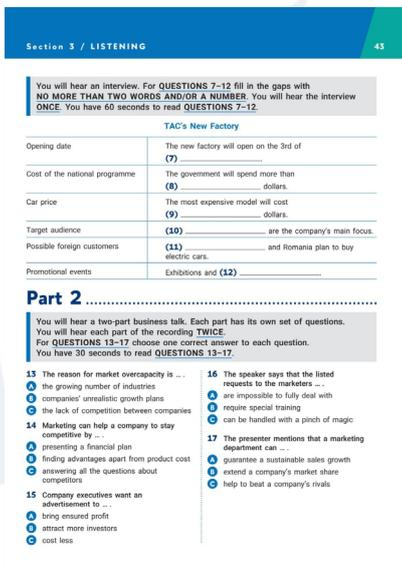 Section 3 / LISTENING
43
You will hear an interview. For QUESTIONS 7–12 fill in the gaps with
NO MORE THAN TWO WORDS AND/OR A NUMBER. You will hear the interview
ONCE. You have 60 seconds to read QUESTIONS 7–12.
TAC's New Factory
Opening date
The new factory will open on the 3rd of
(7) ____________.
Cost of the national programme
The government will spend more than
(8) ____________ dollars.
Car price
The most expensive model will cost
(9) ____________ dollars.
Target audience
(10) ____________ are the company's main focus.
Possible foreign customers
(11) ____________ and Romania plan to buy
electric cars.
Promotional events
Exhibitions and (12) ____________
Part 2
You will hear a two-part business talk. Each part has its own set of questions.
You will hear each part of the recording TWICE.
For QUESTIONS 13–17 choose one correct answer to each question.
You have 30 seconds to read QUESTIONS 13–17.
13 The reason for market overcapacity is ... .
A the growing number of industries
B companies' unrealistic growth plans
C the lack of competition between companies
14 Marketing can help a company to stay
competitive by ... .
A presenting a financial plan
B finding advantages apart from product cost
C answering all the questions about
competitors
15 Company executives want an
advertisement to ... .
A bring ensured profit
B attract more investors
C cost less
16 The speaker says that the listed
requests to the marketers ... .
A are impossible to fully deal with
B require special training
C can be handled with a pinch of magic
17 The presenter mentions that a marketing
department can ... .
A guarantee a sustainable sales growth
B extend a company's market share
C help to beat a company's rivals